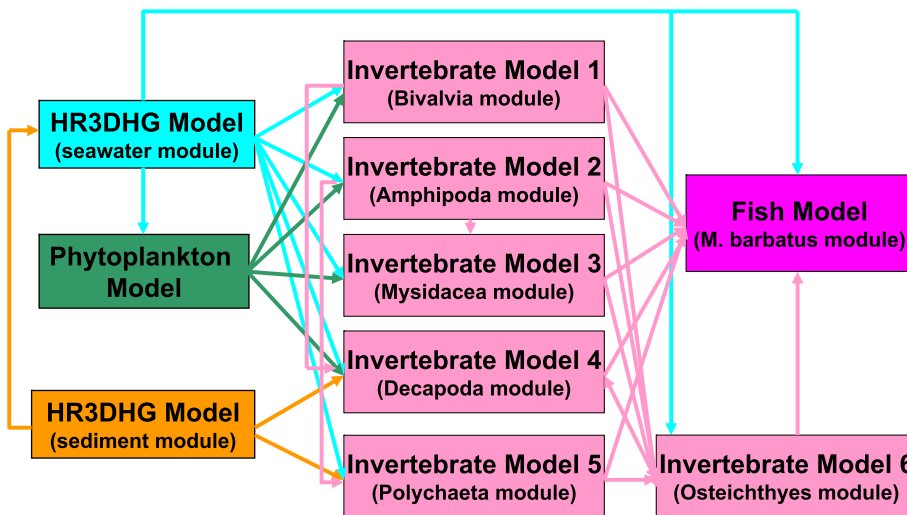 Invertebrate Model 1
(Bivalvia module)
HR3DHG Model
(seawater module)
Invertebrate Model 2
(Amphipoda module)
Fish Model
(M. barbatus module)
Phytoplankton
Model
Invertebrate Model 3
(Mysidacea module)
Invertebrate Model 4
(Decapoda module)
HR3DHG Model
(sediment module)
Invertebrate Model 5
(Polychaeta module)
Invertebrate Model 6
(Osteichthyes module)